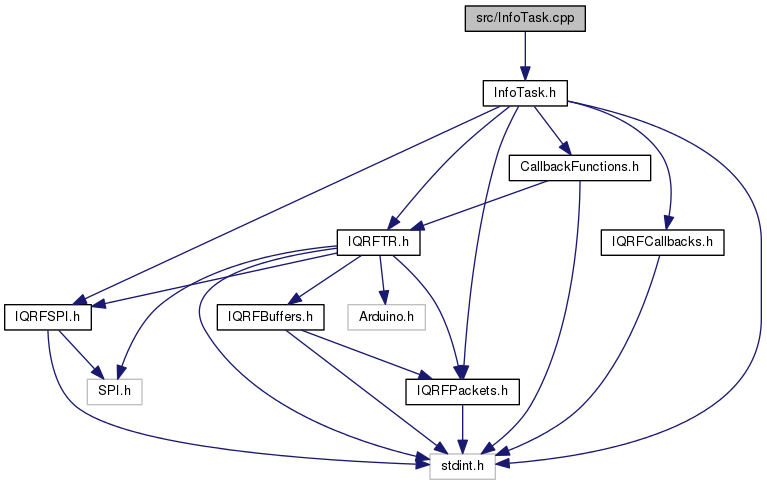 src/InfoTask.cpp
InfoTask.h
CallbackFunctions.h
IQRFTR.h
IQRFCallbacks.h
IQRFSPI.h
IQRFBuffers.h
Arduino.h
SPI.h
IQRFPackets.h
stdint.h